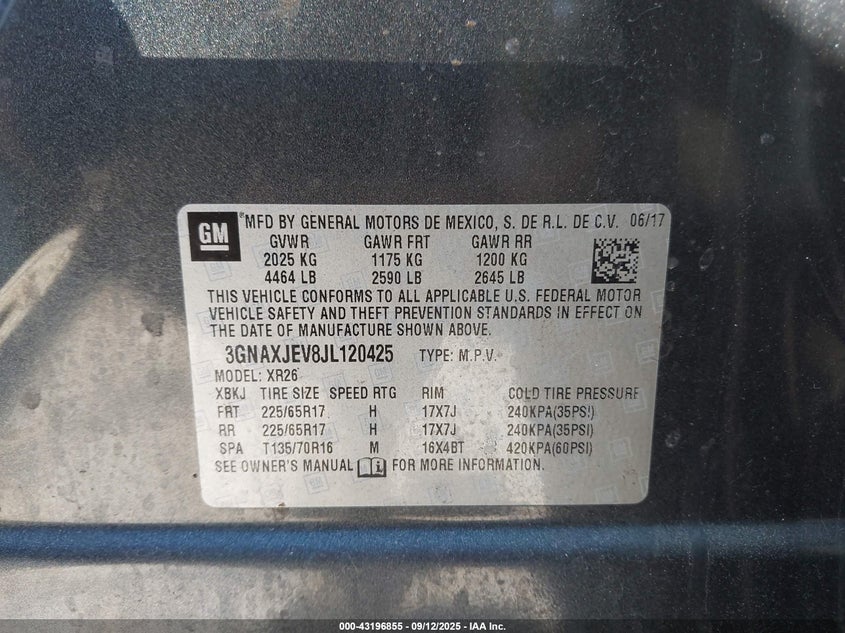 GM ®MFD BY GENERAL MOTORS DE MEXICO, S. DE R.L. DE C.V. 06/17
GVWR GAWR FRT GAWR RR
2025 KG 1175 KG 1200 KG
4464 LB 2590 LB 2645 LB
THIS VEHICLE CONFORMS TO ALL APPLICABLE U.S. FEDERAL MOTOR
VEHICLE SAFETY AND THEFT PREVENTION STANDARDS IN EFFECT ON
THE DATE OF MANUFACTURE SHOWN ABOVE.
3GNAXJEV8JL120425 TYPE: M.P.V.
MODEL: XR26
XBKJ TIRE SIZE SPEED RTG RIM COLD TIRE PRESSURE
FRT 225/65R17 H 17X7J 240KPA(35PSI)
RR 225/65R17 H 17X7J 240KPA(35PSI)
SPA T135/70R16 M 16X4BT 420KPA(60PSI)
SEE OWNER'S MANUAL FOR MORE INFORMATION.
000-43196855 - 09/12/2025 - IAA Inc.